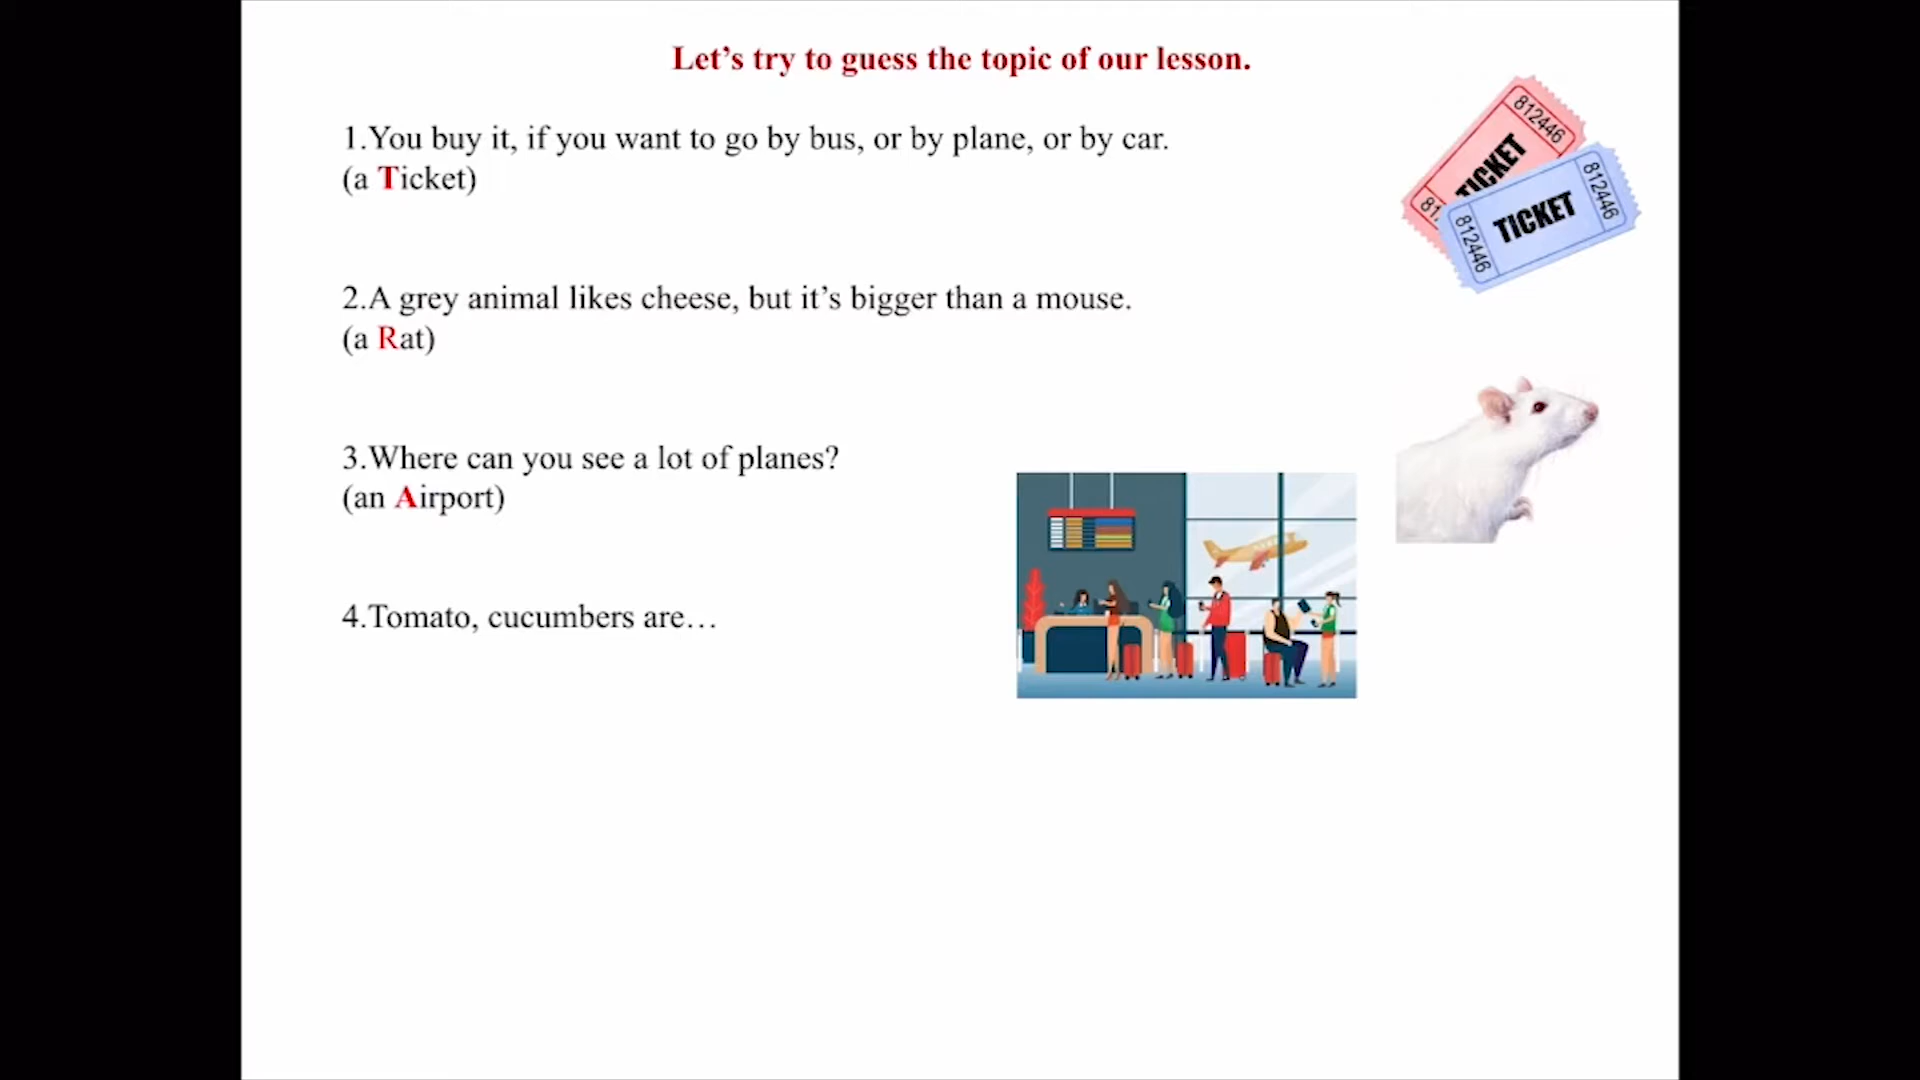 Let’s try to guess the topic of our lesson.
1.You buy it, if you want to go by bus, or by plane, or by car.
(a Ticket)
2.A grey animal likes cheese, but it’s bigger than a mouse.
(a Rat)
3.Where can you see a lot of planes?
(an Airport)
4.Tomato, cucumbers are…
812446
TICKET
81
812446
TICKET
812446